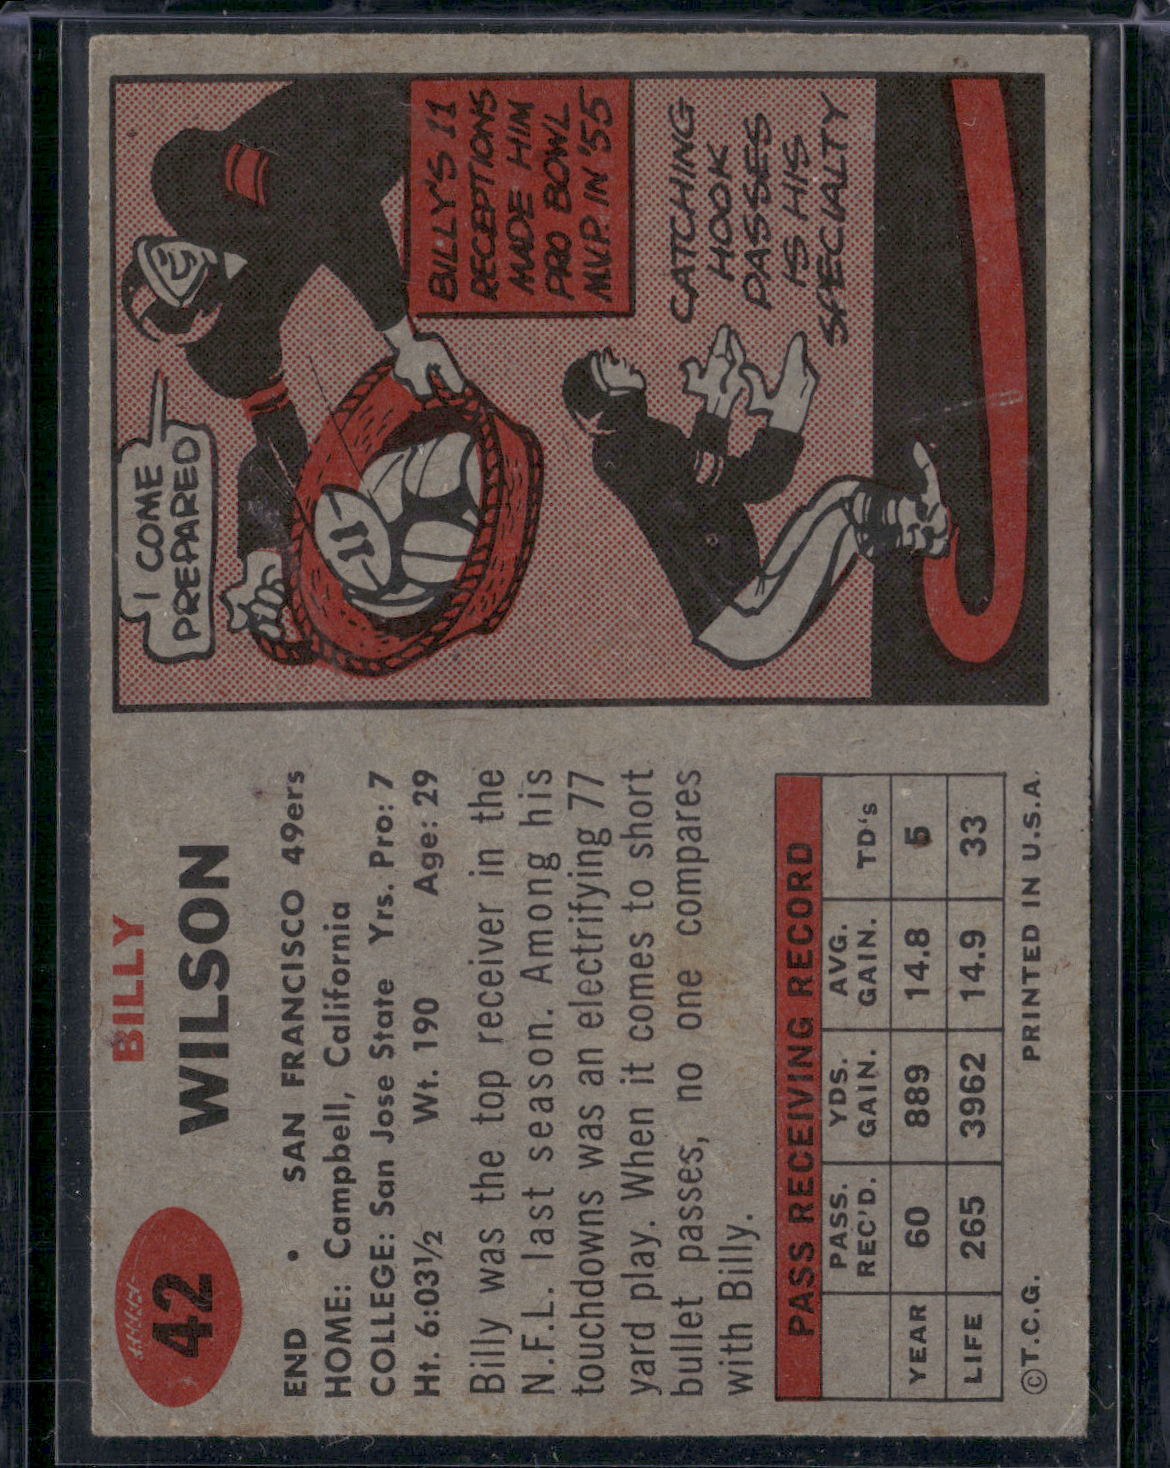 42
BILLY
WILSON
END • SAN FRANCISCO 49ers
HOME: Campbell, California
COLLEGE: San Jose State Yrs. Pro: 7
Ht. 6:03½ Wt. 190 Age: 29
Billy was the top receiver in the
N.F.L. last season. Among his
touchdowns was an electrifying 77
yard play. When it comes to short
bullet passes, no one compares
with Billy.
PASS RECEIVING RECORD
PASS. REC'D. YDS. GAIN. AVG. GAIN. TD's
YEAR 60 889 14.8 5
LIFE 265 3962 14.9 33
©T.C.G. PRINTED IN U.S.A.
I COME
PREPARED
11
BILLY'S 11
RECEPTIONS
MADE HIM
PRO BOWL
M.V.P. IN '55
CATCHING
HOOK
PASSES
IS HIS
SPECIALTY